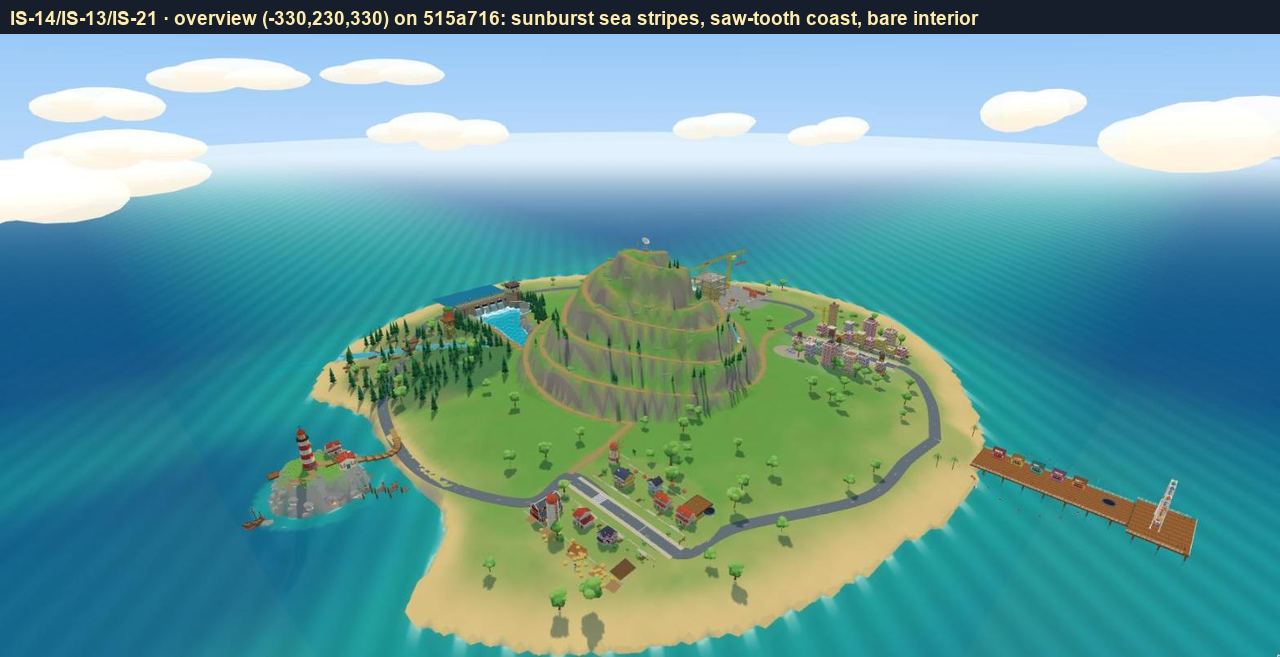 IS-14/IS-13/IS-21 · overview (-330,230,330) on 515a716: sunburst sea stripes, saw-tooth coast, bare interior